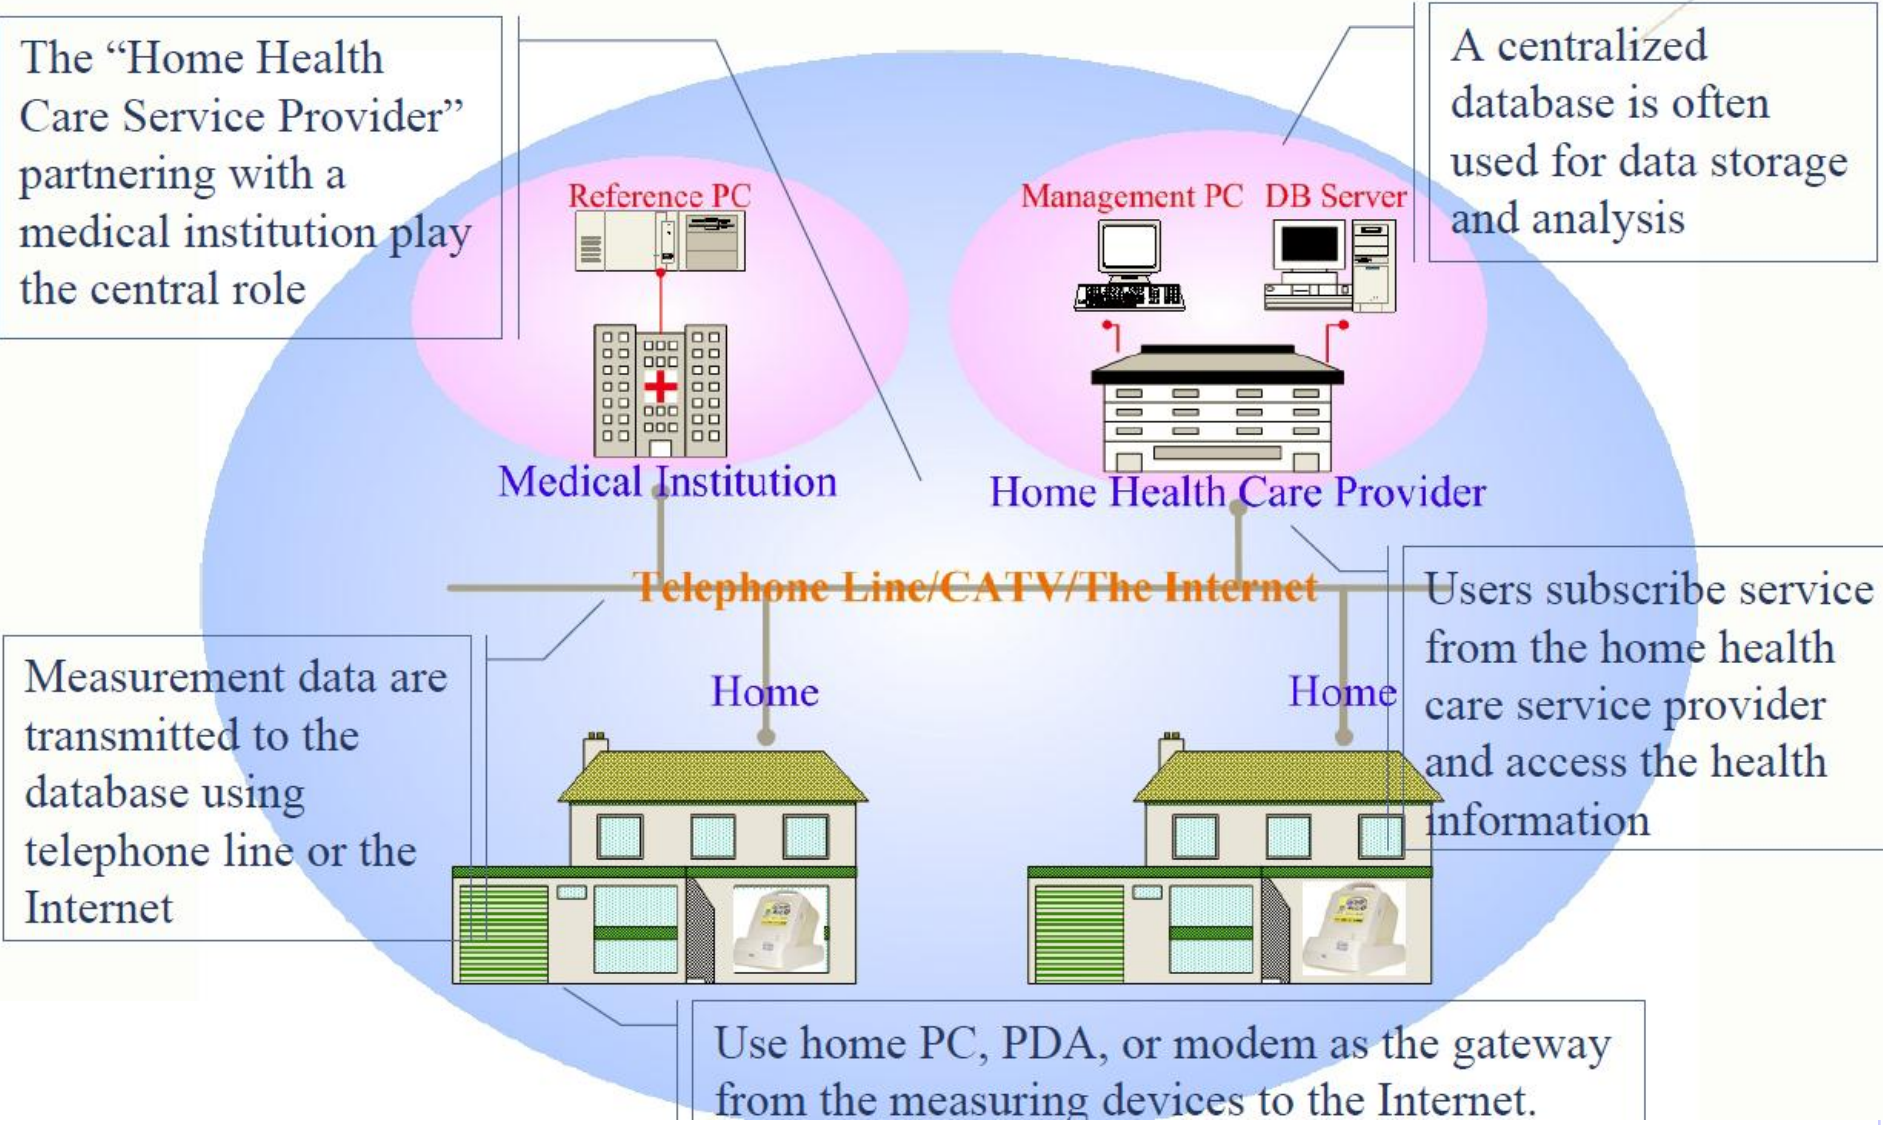 The “Home Health
Care Service Provider”
partnering with a
medical institution play
the central role
A centralized
database is often
used for data storage
and analysis
Reference PC
Management PC DB Server
Medical Institution
Home Health Care Provider
Telephone Line/CATV/The Internet
Users subscribe service
from the home health
care service provider
and access the health
information
Measurement data are
transmitted to the
database using
telephone line or the
Internet
Home
Home
Use home PC, PDA, or modem as the gateway
from the measuring devices to the Internet.